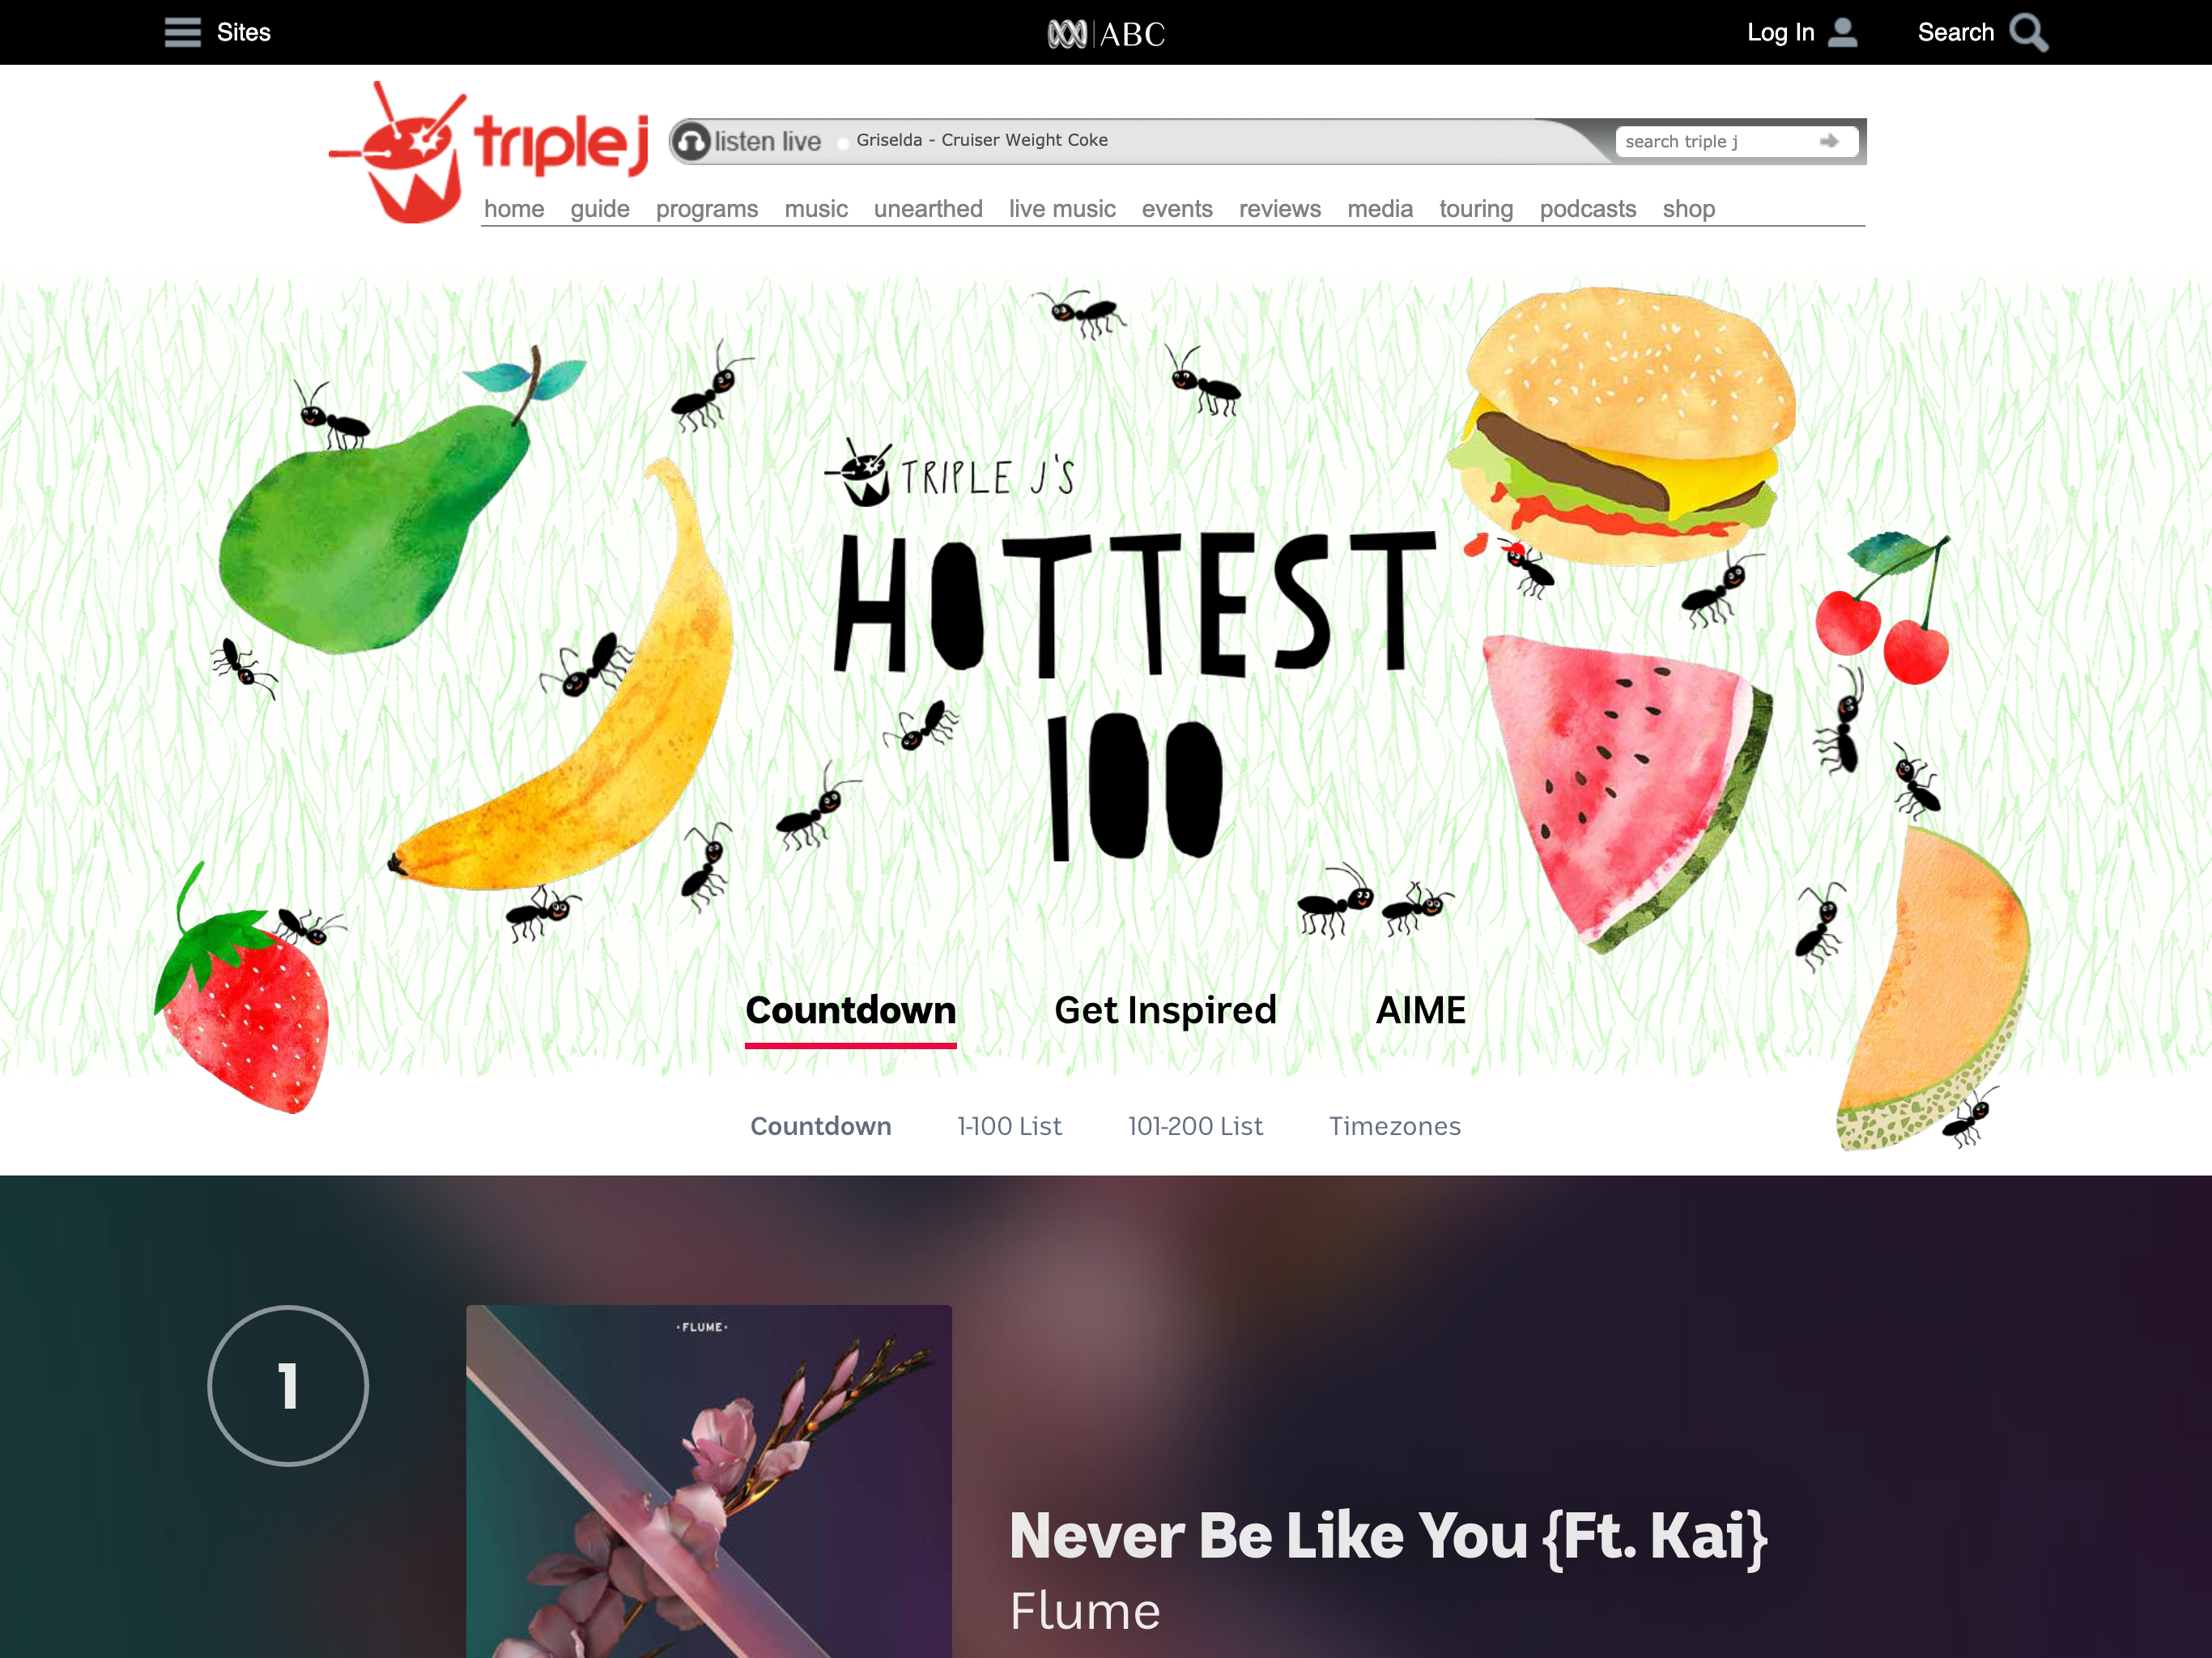 Sites
ABC
Log In
Search
triple j
listen live
Griselda - Cruiser Weight Coke
search triple j
home guide programs music unearthed live music events reviews media touring podcasts shop
TRIPLE J'S
HOTTEST
100
Countdown Get Inspired AIME
Countdown 1-100 List 101-200 List Timezones
1
·FLUME·
Never Be Like You {Ft. Kai}
Flume